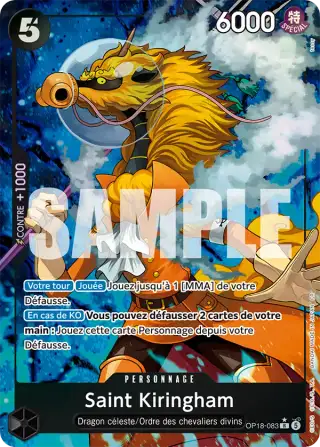 5
6000
特
SPECIAL
CONTRE +1000
SAMPLE
Votre tour Jouée Jouez jusqu'à 1 [MMA] de votre
Défausse.
En cas de KO Vous pouvez défausser 2 cartes de votre
main : Jouez cette carte Personnage depuis votre
Défausse.
PERSONNAGE
Saint Kiringham
Dragon céleste/Ordre des chevaliers divins
OP18-083 R